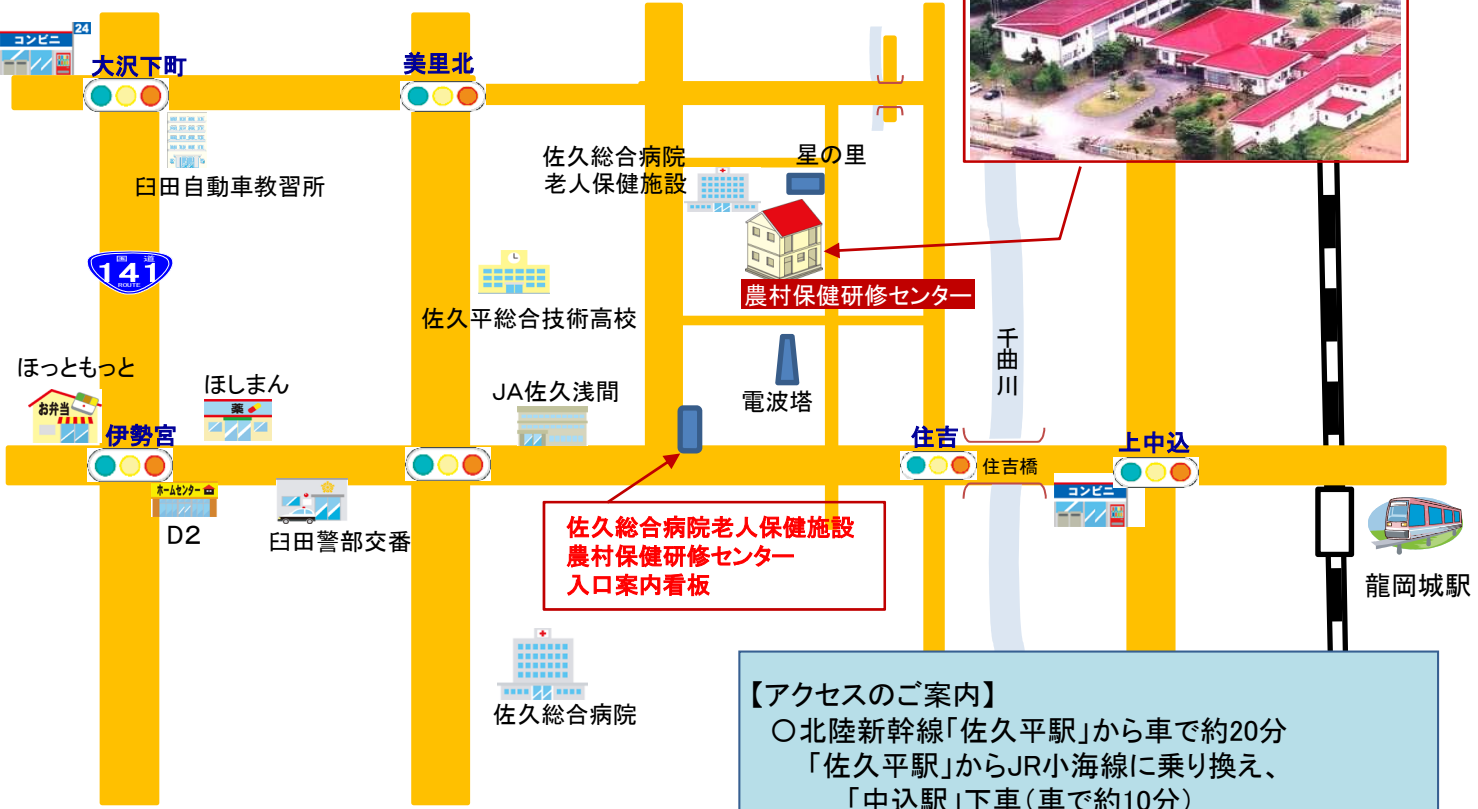 コンビニ
24
大沢下町
美里北
臼田自動車教習所
佐久総合病院
老人保健施設
星の里
国道
141
ROUTE
佐久平総合技術高校
農村保健研修センター
千曲川
ほっともっと
お弁当
ほしまん
薬
JA佐久浅間
電波塔
伊勢宮
住吉
住吉橋
上中込
コンビニ
ホームセンター
D2
臼田警部交番
佐久総合病院老人保健施設
農村保健研修センター
入口案内看板
龍岡城駅
佐久総合病院
【アクセスのご案内】
○北陸新幹線「佐久平駅」から車で約20分
「佐久平駅」からJR小海線に乗り換え、
「中込駅」下車(車で約10分)